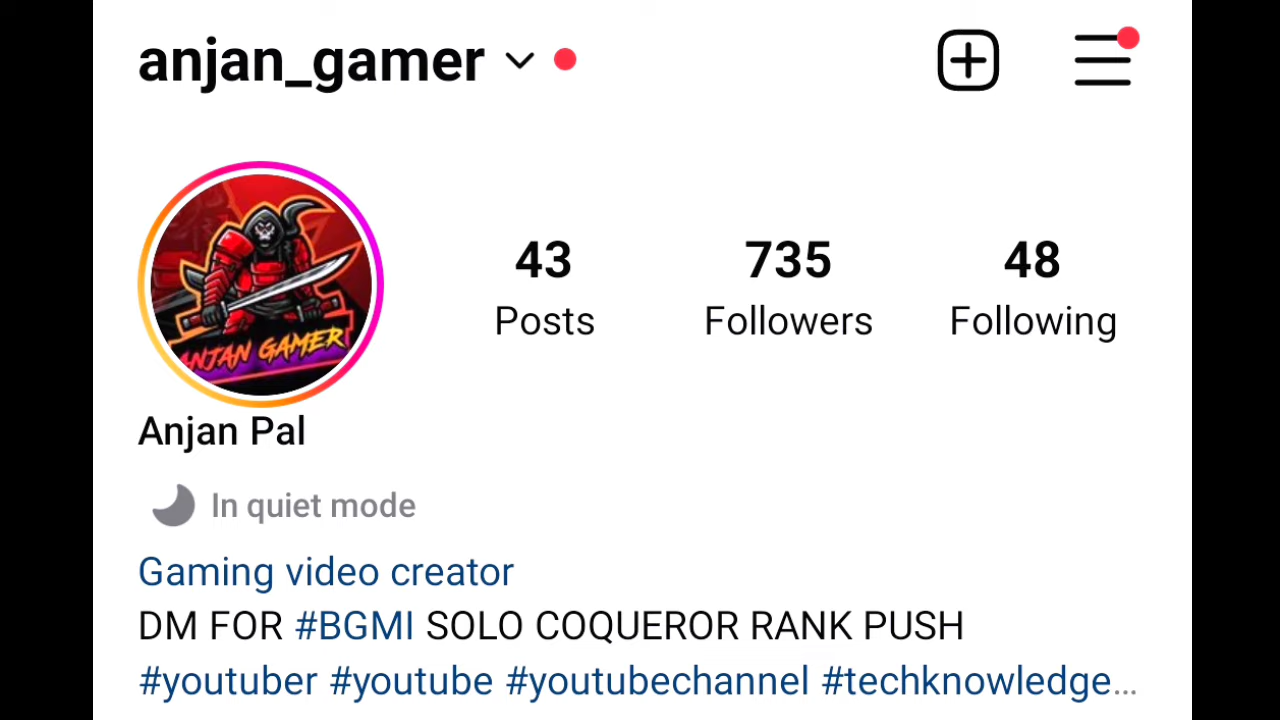 anjan_gamer
43 735 48
Posts Followers Following
ANJAN GAMER
Anjan Pal
In quiet mode
Gaming video creator
DM FOR #BGMI SOLO COQUEROR RANK PUSH
#youtuber #youtube #youtubechannel #techknowledge...